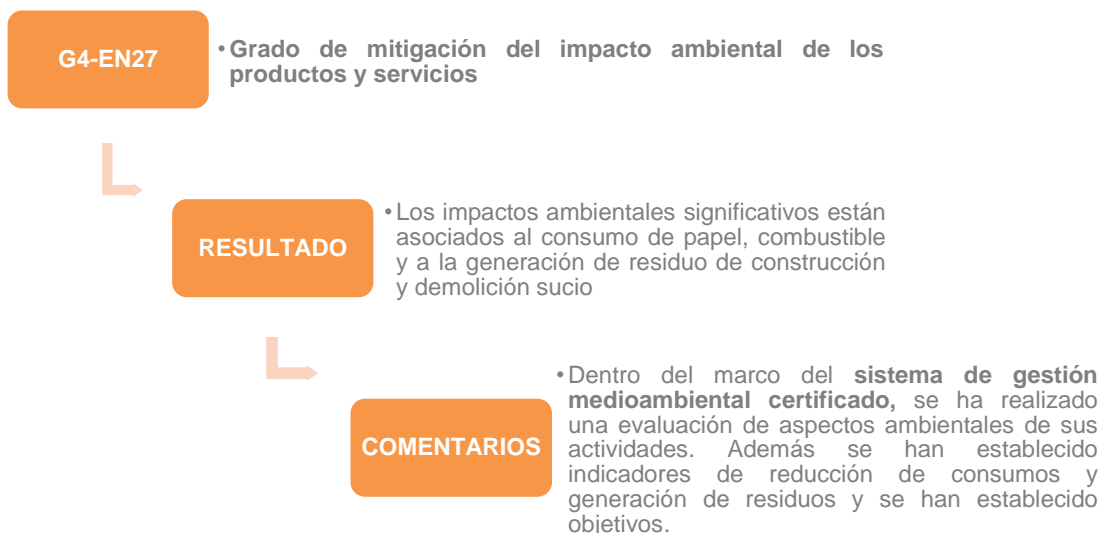 G4-EN27
•Grado de mitigación del impacto ambiental de los
productos y servicios
RESULTADO
•Los impactos ambientales significativos están
asociados al consumo de papel, combustible
y a la generación de residuo de construcción
y demolición sucio
COMENTARIOS
•Dentro del marco del sistema de gestión
medioambiental certificado, se ha realizado
una evaluación de aspectos ambientales de sus
actividades. Además se han establecido
indicadores de reducción de consumos y
generación de residuos y se han establecido
objetivos.